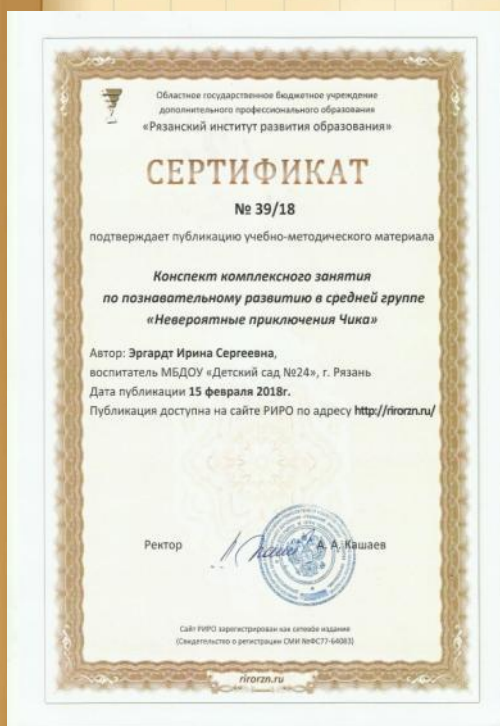 Областное государственное бюджетное учреждение
дополнительного профессионального образования
«Рязанский институт развития образования»
СЕРТИФИКАТ
№ 39/18
подтверждает публикацию учебно-методического материала
Конспект комплексного занятия
по познавательному развитию в средней группе
«Невероятные приключения Чика»
Автор: Эргардт Ирина Сергеевна,
воспитатель МБДОУ «Детский сад №24», г. Рязань
Дата публикации 15 февраля 2018г.
Публикация доступна на сайте РИРО по адресу http://rirorzn.ru/
Ректор А. А. Кашаев
Сайт РИРО зарегистрирован как сетевое издание
(Свидетельство о регистрации СМИ №ФС77-64083)
rirorzn.ru